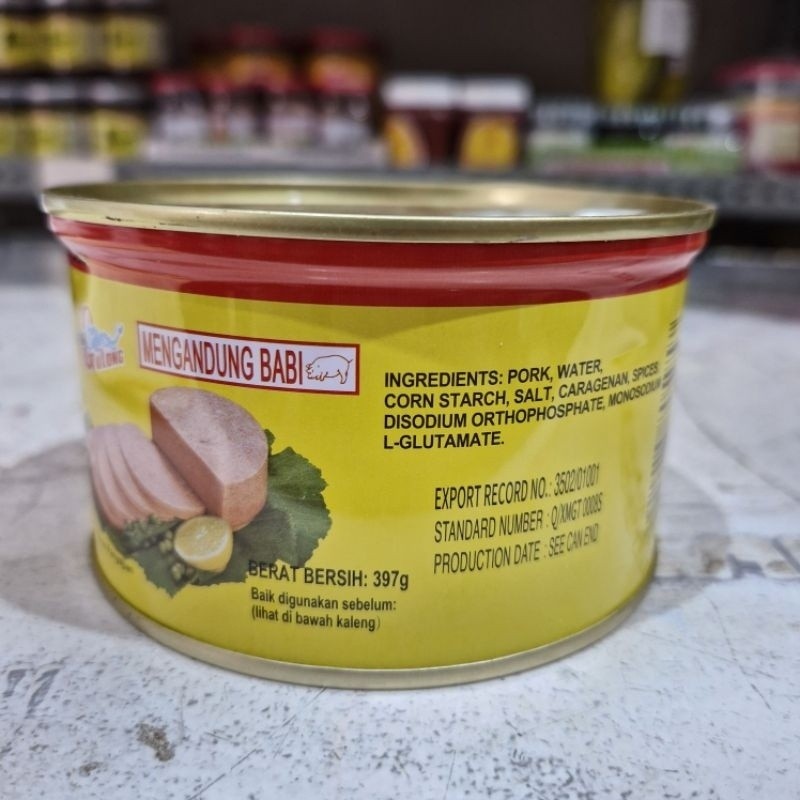 MENGANDUNG BABI
INGREDIENTS: PORK, WATER,
CORN STARCH, SALT, CARAGENAN, SPICES,
DISODIUM ORTHOPHOSPHATE, MONOSODIUM
L-GLUTAMATE.
EXPORT RECORD NO.: 3502/01001
STANDARD NUMBER : Q/XMGT 0008S
PRODUCTION DATE : SEE CAN END
BERAT BERSIH: 397g
Baik digunakan sebelum:
(lihat di bawah kaleng)